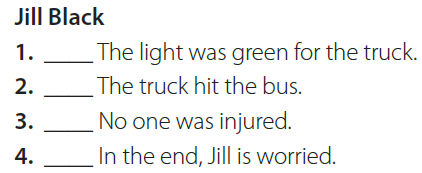 Jill Black
1. _____ The light was green for the truck.
2. _____ The truck hit the bus.
3. _____ No one was injured.
4. _____ In the end, Jill is worried.